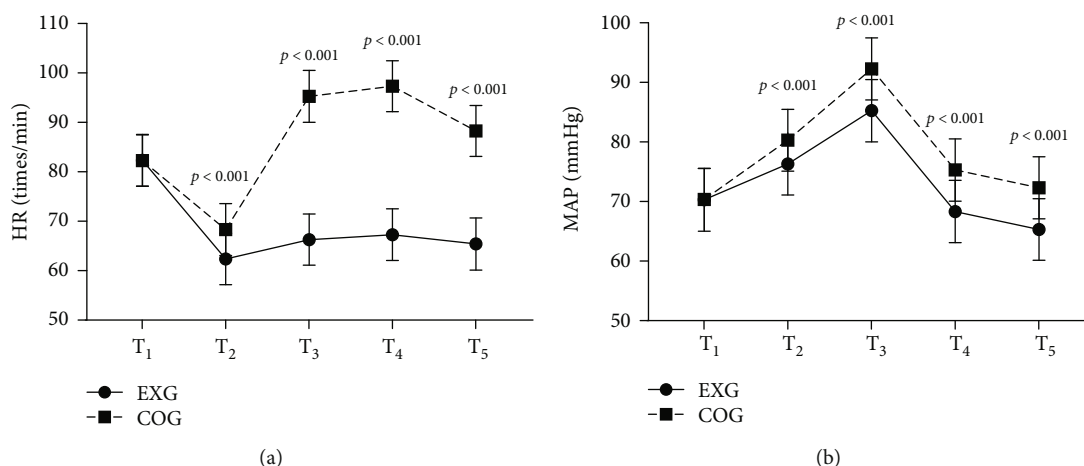 HR (times/min)
110
100
90
80
70
60
50
p < 0.001
p < 0.001
p < 0.001
p < 0.001
T1 T2 T3 T4 T5
EXG
COG
(a)
MAP (mmHg)
100
90
80
70
60
50
p < 0.001
p < 0.001
p < 0.001
p < 0.001
T1 T2 T3 T4 T5
EXG
COG
(b)